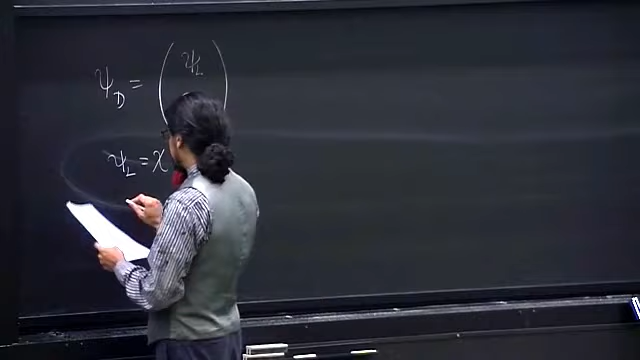 ψ_D = ( ψ_L )
ψ_L = χ